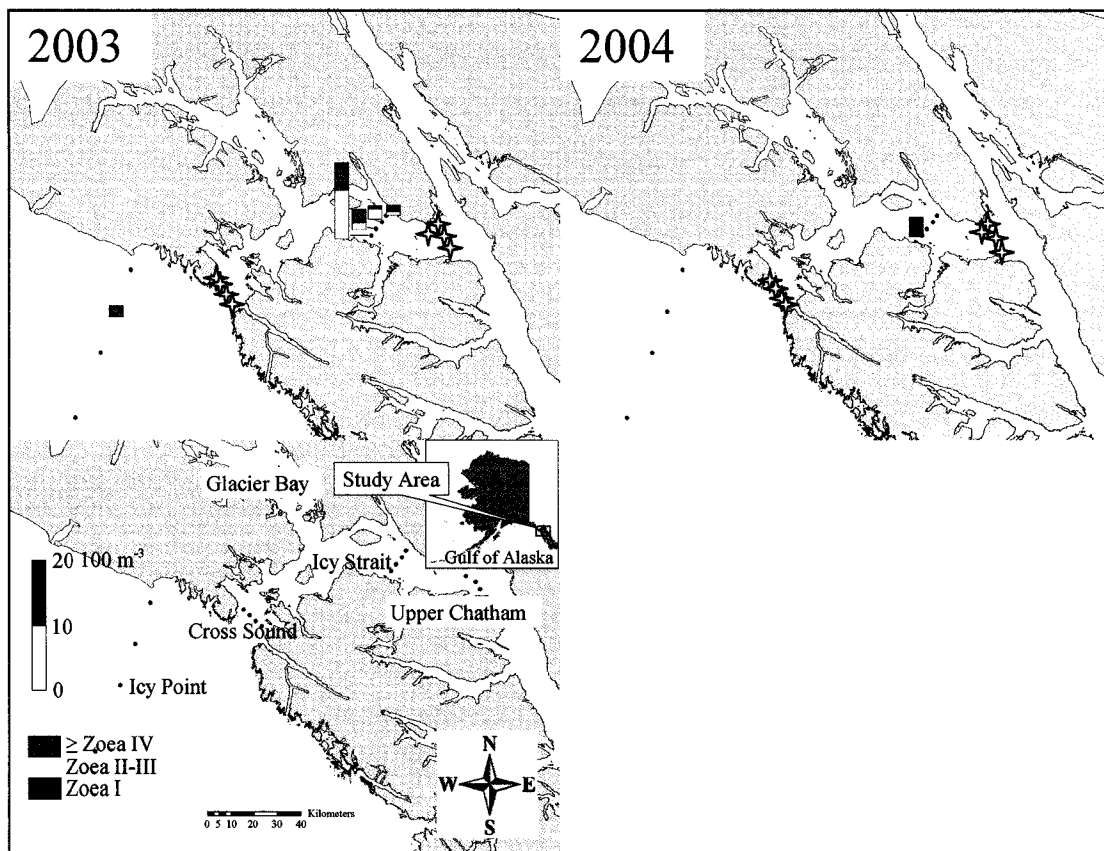 2003
2004
Glacier Bay
Study Area
Gulf of Alaska
20 100 m⁻³
10
0
Icy Strait
Upper Chatham
Cross Sound
Icy Point
≥ Zoea IV
Zoea II-III
Zoea I
N
W E
S
0 5 10 20 30 40 Kilometers